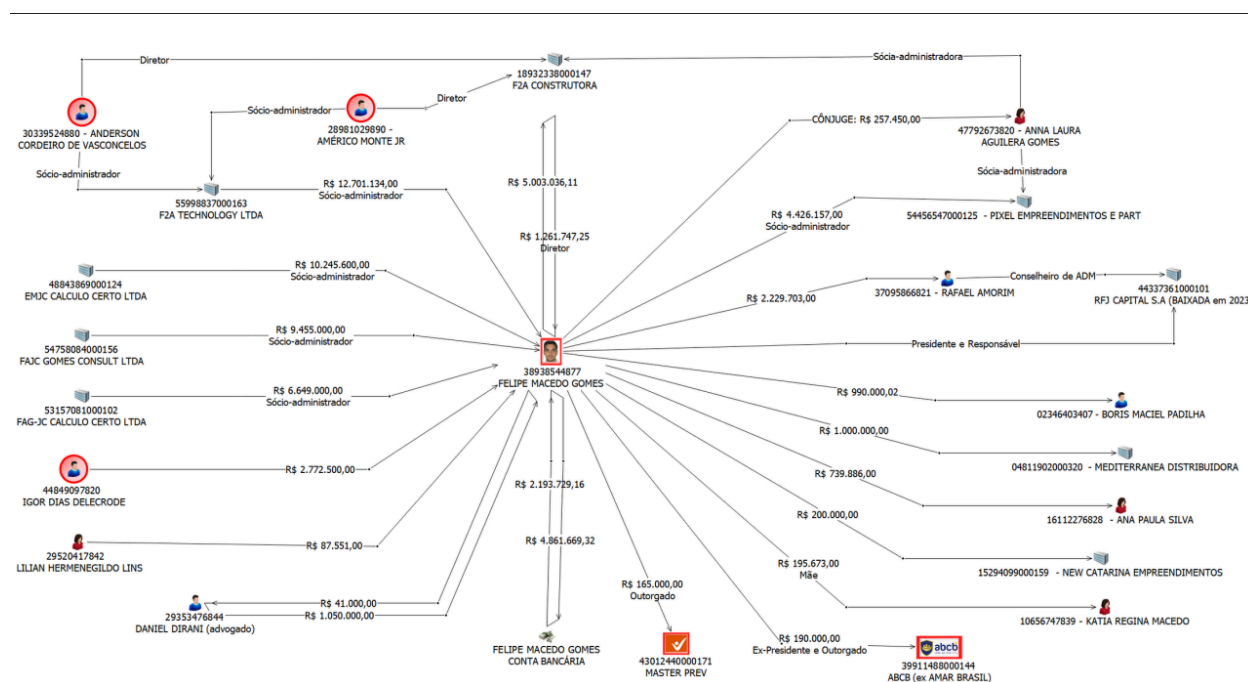 Diretor
18932338000147
F2A CONSTRUTORA
Sócia-administradora
30339524880 - ANDERSON
CORDEIRO DE VASCONCELOS
Sócio-administrador
28981029890 -
AMÉRICO MONTE JR
Diretor
CÔNJUGE: R$ 257.450,00
47792673820 - ANNA LAURA
AGUILERA GOMES
Sócio-administrador
55998837000163
F2A TECHNOLOGY LTDA
R$ 12.701.134,00
Sócio-administrador
R$ 5.003.036,11
R$ 1.261.747,25
Diretor
Sócia-administradora
R$ 4.426.157,00
Sócio-administrador
54456547000125 - PIXEL EMPREENDIMENTOS E PART
48843869000124
EMJC CALCULO CERTO LTDA
R$ 10.245.600,00
Sócio-administrador
R$ 2.229.703,00
37095866821 - RAFAEL AMORIM
Conselheiro de ADM
44337361000101
RFJ CAPITAL S.A (BAIXADA em 2023
54758084000156
FAJC GOMES CONSULT LTDA
R$ 9.455.000,00
Sócio-administrador
Presidente e Responsável
38938544877
FELIPE MACEDO GOMES
53157081000102
FAG-JC CALCULO CERTO LTDA
R$ 6.649.000,00
Sócio-administrador
R$ 990.000,02
02346403407 - BORIS MACIEL PADILHA
R$ 1.000.000,00
04811902000320 - MEDITERRANEA DISTRIBUIDORA
44849097820
IGOR DIAS DELECRODE
R$ 2.772.500,00
R$ 739.886,00
16112276828 - ANA PAULA SILVA
R$ 2.193.729,16
R$ 4.861.669,32
R$ 200.000,00
15294099000159 - NEW CATARINA EMPREENDIMENTOS
29520417842
LILIAN HERMENEGILDO LINS
R$ 87.551,00
R$ 195.673,00
Mãe
10656747839 - KATIA REGINA MACEDO
29353476844
DANIEL DIRANI (advogado)
R$ 41.000,00
R$ 1.050.000,00
FELIPE MACEDO GOMES
CONTA BANCÁRIA
R$ 165.000,00
Outorgado
43012440000171
MASTER PREV
R$ 190.000,00
Ex-Presidente e Outorgado
abcb
39911488000144
ABCB (ex AMAR BRASIL)